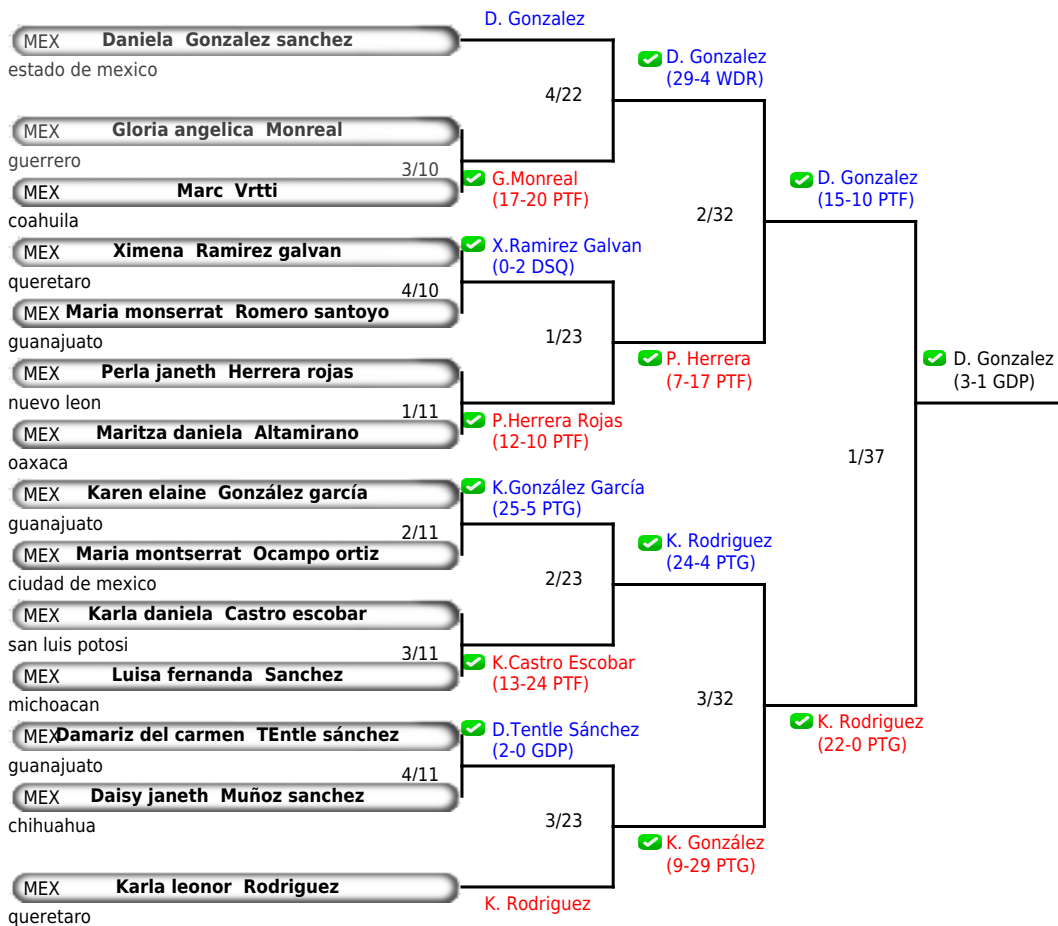 D. Gonzalez
MEX Daniela Gonzalez sanchez
estado de mexico
D. Gonzalez
(29-4 WDR)
4/22
MEX Gloria angelica Monreal
guerrero
3/10
G.Monreal
(17-20 PTF)
MEX Marc Vrtti
coahuila
D. Gonzalez
(15-10 PTF)
2/32
MEX Ximena Ramirez galvan
queretaro
X.Ramirez Galvan
(0-2 DSQ)
4/10
MEX Maria monserrat Romero santoyo
guanajuato
1/23
P. Herrera
(7-17 PTF)
MEX Perla janeth Herrera rojas
nuevo leon
1/11
P.Herrera Rojas
(12-10 PTF)
MEX Maritza daniela Altamirano
oaxaca
D. Gonzalez
(3-1 GDP)
1/37
MEX Karen elaine González garcía
guanajuato
K.González García
(25-5 PTG)
2/11
MEX Maria montserrat Ocampo ortiz
ciudad de mexico
K. Rodriguez
(24-4 PTG)
2/23
MEX Karla daniela Castro escobar
san luis potosi
3/11
K.Castro Escobar
(13-24 PTF)
MEX Luisa fernanda Sanchez
michoacan
3/32
K. Rodriguez
(22-0 PTG)
MEX Damariz del carmen TEntle sánchez
guanajuato
D.Tentle Sánchez
(2-0 GDP)
4/11
MEX Daisy janeth Muñoz sanchez
chihuahua
3/23
K. González
(9-29 PTG)
MEX Karla leonor Rodriguez
queretaro
K. Rodriguez